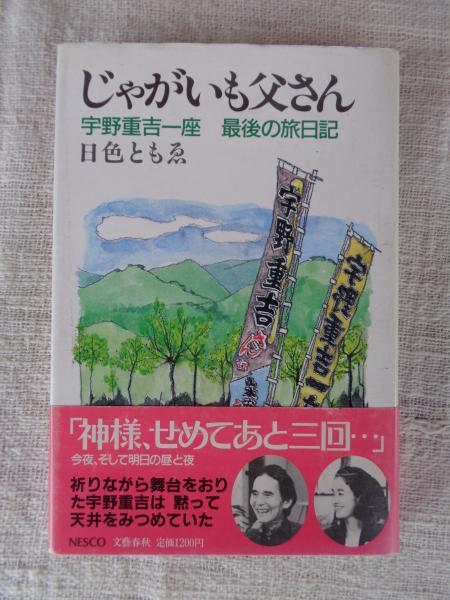 じゃがいも父さん
宇野重吉一座 最後の旅日記
日色ともゑ
宇野重吉
宇野重吉一
「神様、せめてあと三回…」
今夜、そして明日の昼と夜
祈りながら舞台をおり
た宇野重吉は 黙って
天井をみつめていた
NESCO 文藝春秋 定価1200円